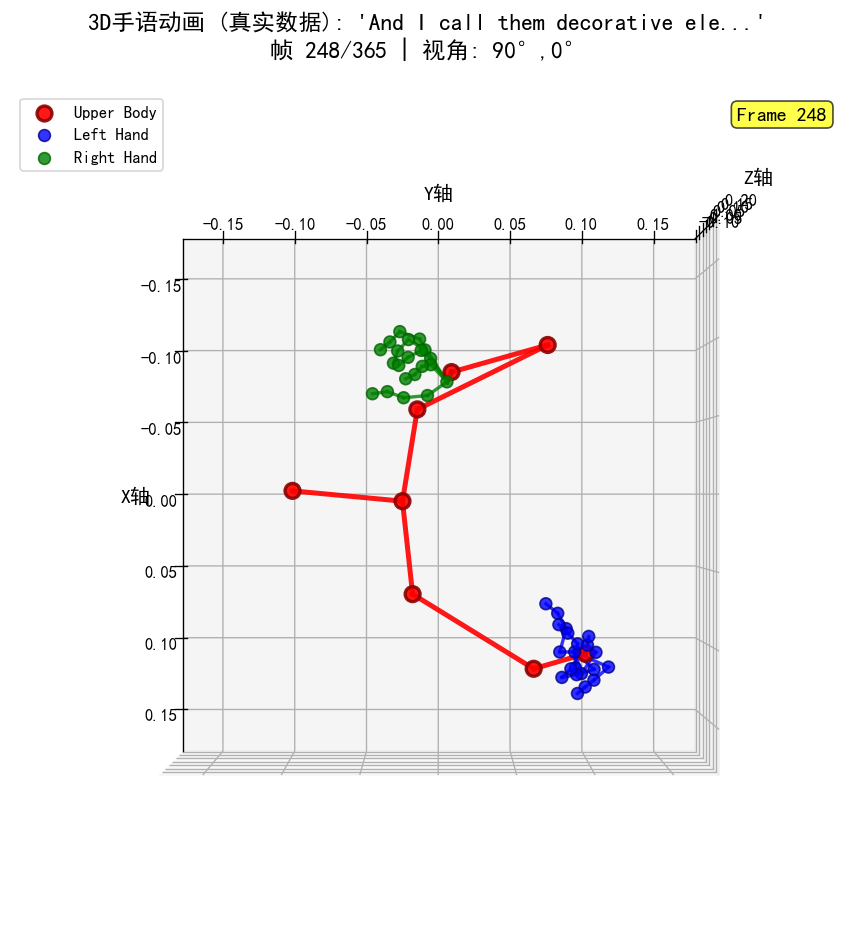 3D手语动画 (真实数据): 'And I call them decorative ele...'
帧 248/365 | 视角: 90°,0°
Upper Body
Left Hand
Right Hand
Frame 248
Z轴
Y轴
-0.15 -0.10 -0.05 0.00 0.05 0.10 0.15
-0.15
-0.10
-0.05
X轴
0.00
0.05
0.10
0.15